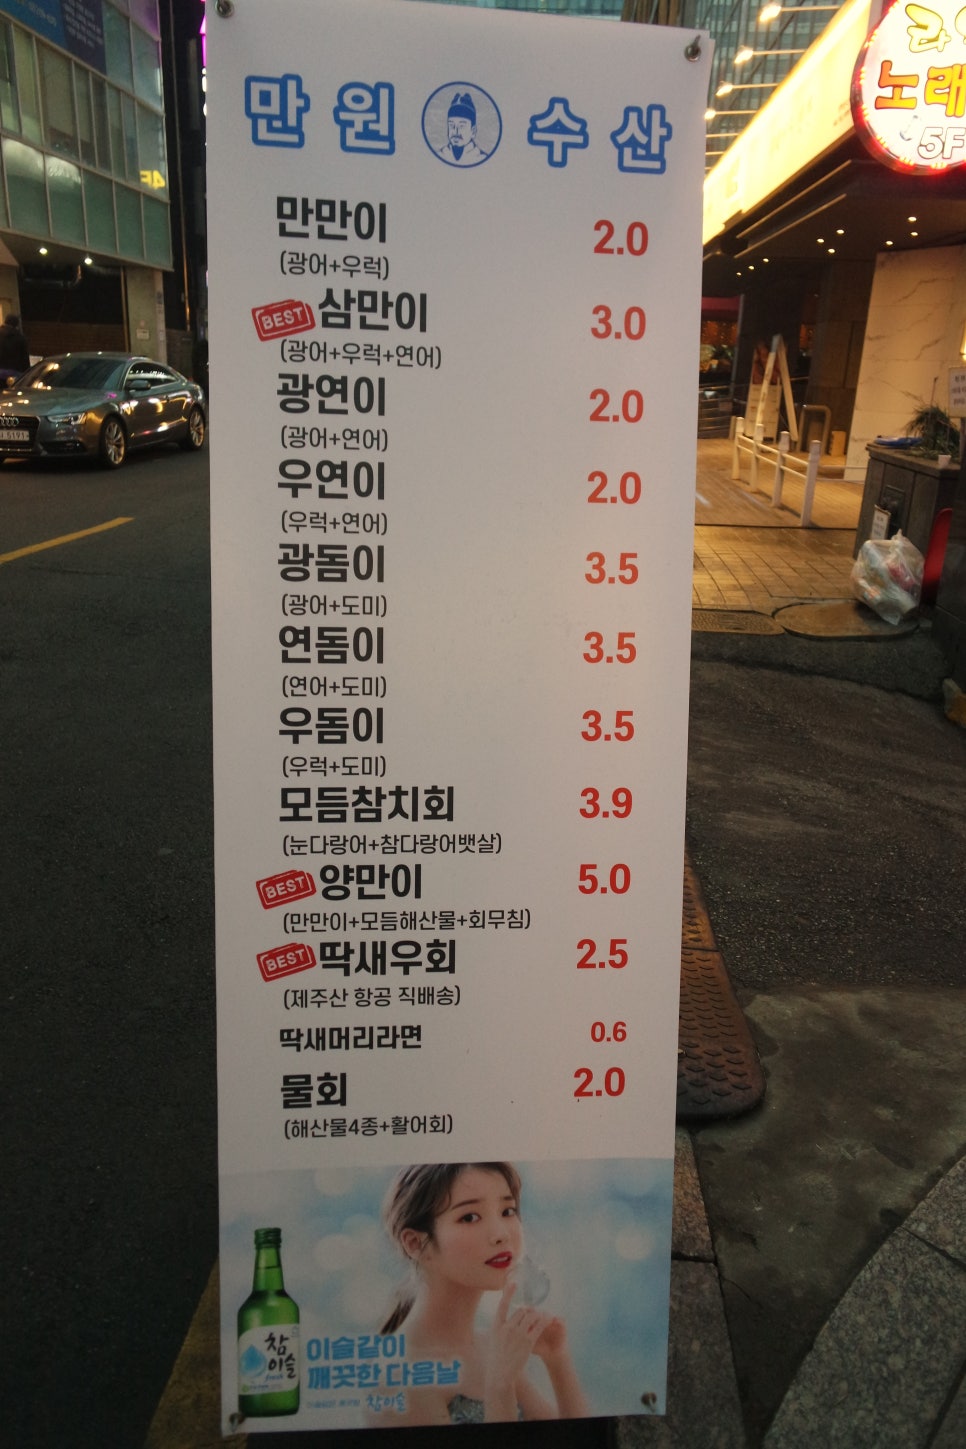 만원 수산
만만이 2.0
(광어+우럭)
BEST 삼만이 3.0
(광어+우럭+연어)
광연이 2.0
(광어+연어)
우연이 2.0
(우럭+연어)
광돔이 3.5
(광어+도미)
연돔이 3.5
(연어+도미)
우돔이 3.5
(우럭+도미)
모듬참치회 3.9
(눈다랑어+참다랑어뱃살)
BEST 양만이 5.0
(만만이+모듬해산물+회무침)
BEST 딱새우회 2.5
(제주산 항공 직배송)
딱새머리라면 0.6
물회 2.0
(해산물4종+활어회)
참
이슬
fresh
이슬같이
깨끗한 다음날
참이슬
노래
5F
4F
5191